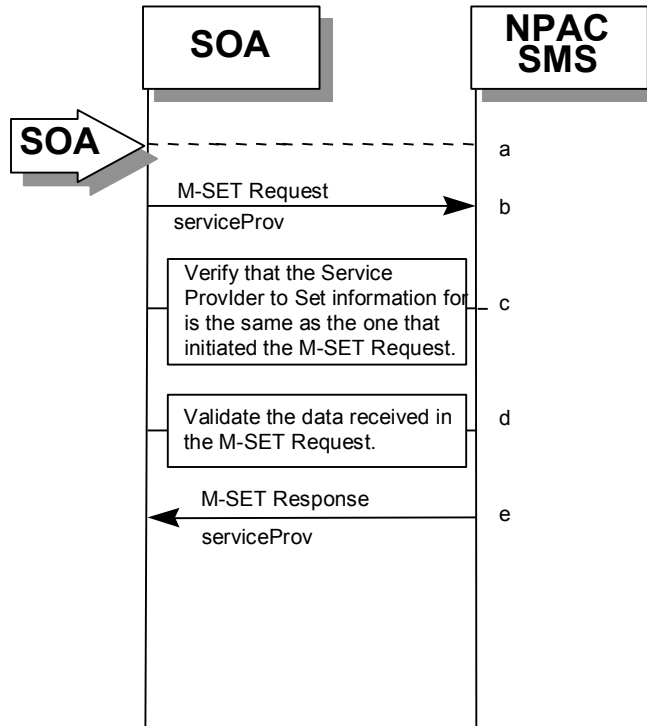 SOA
NPAC
SMS
SOA
a
M-SET Request
b
serviceProv
Verify that the Service
ProvIder to Set information for
is the same as the one that
initiated the M-SET Request.
c
Validate the data received in
the M-SET Request.
d
M-SET Response
e
serviceProv